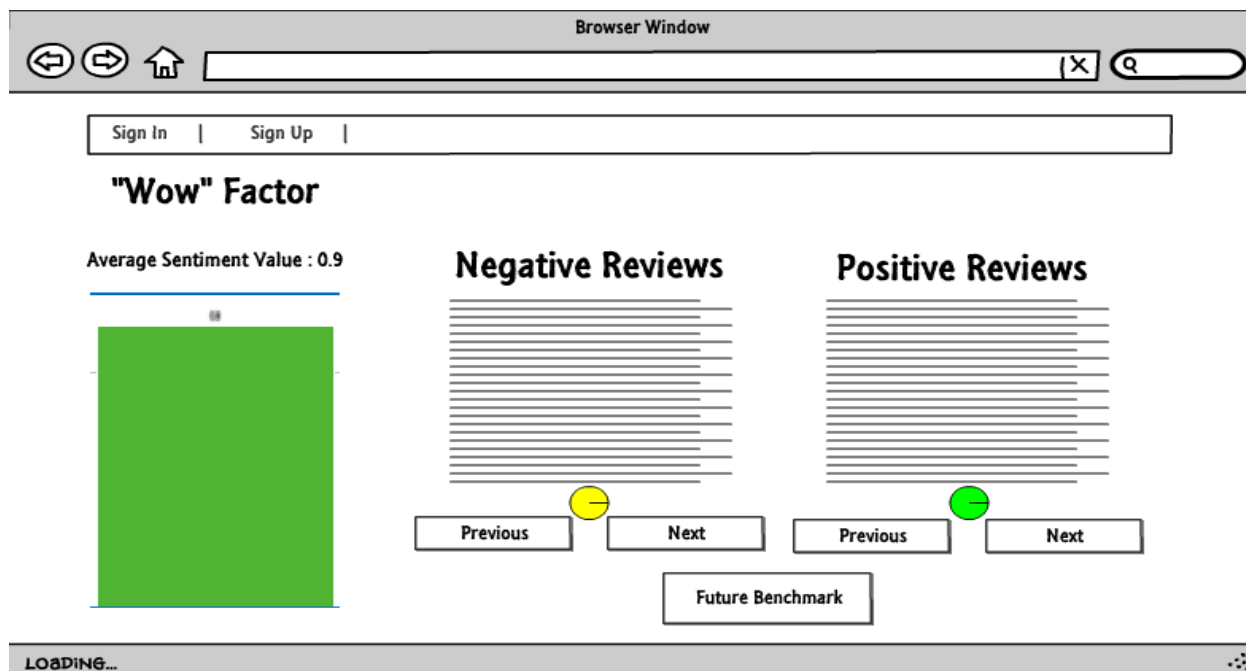 Browser Window
Sign In | Sign Up |
"Wow" Factor
Average Sentiment Value : 0.9
Negative Reviews
Positive Reviews
Previous
Next
Previous
Next
Future Benchmark
LOADING...